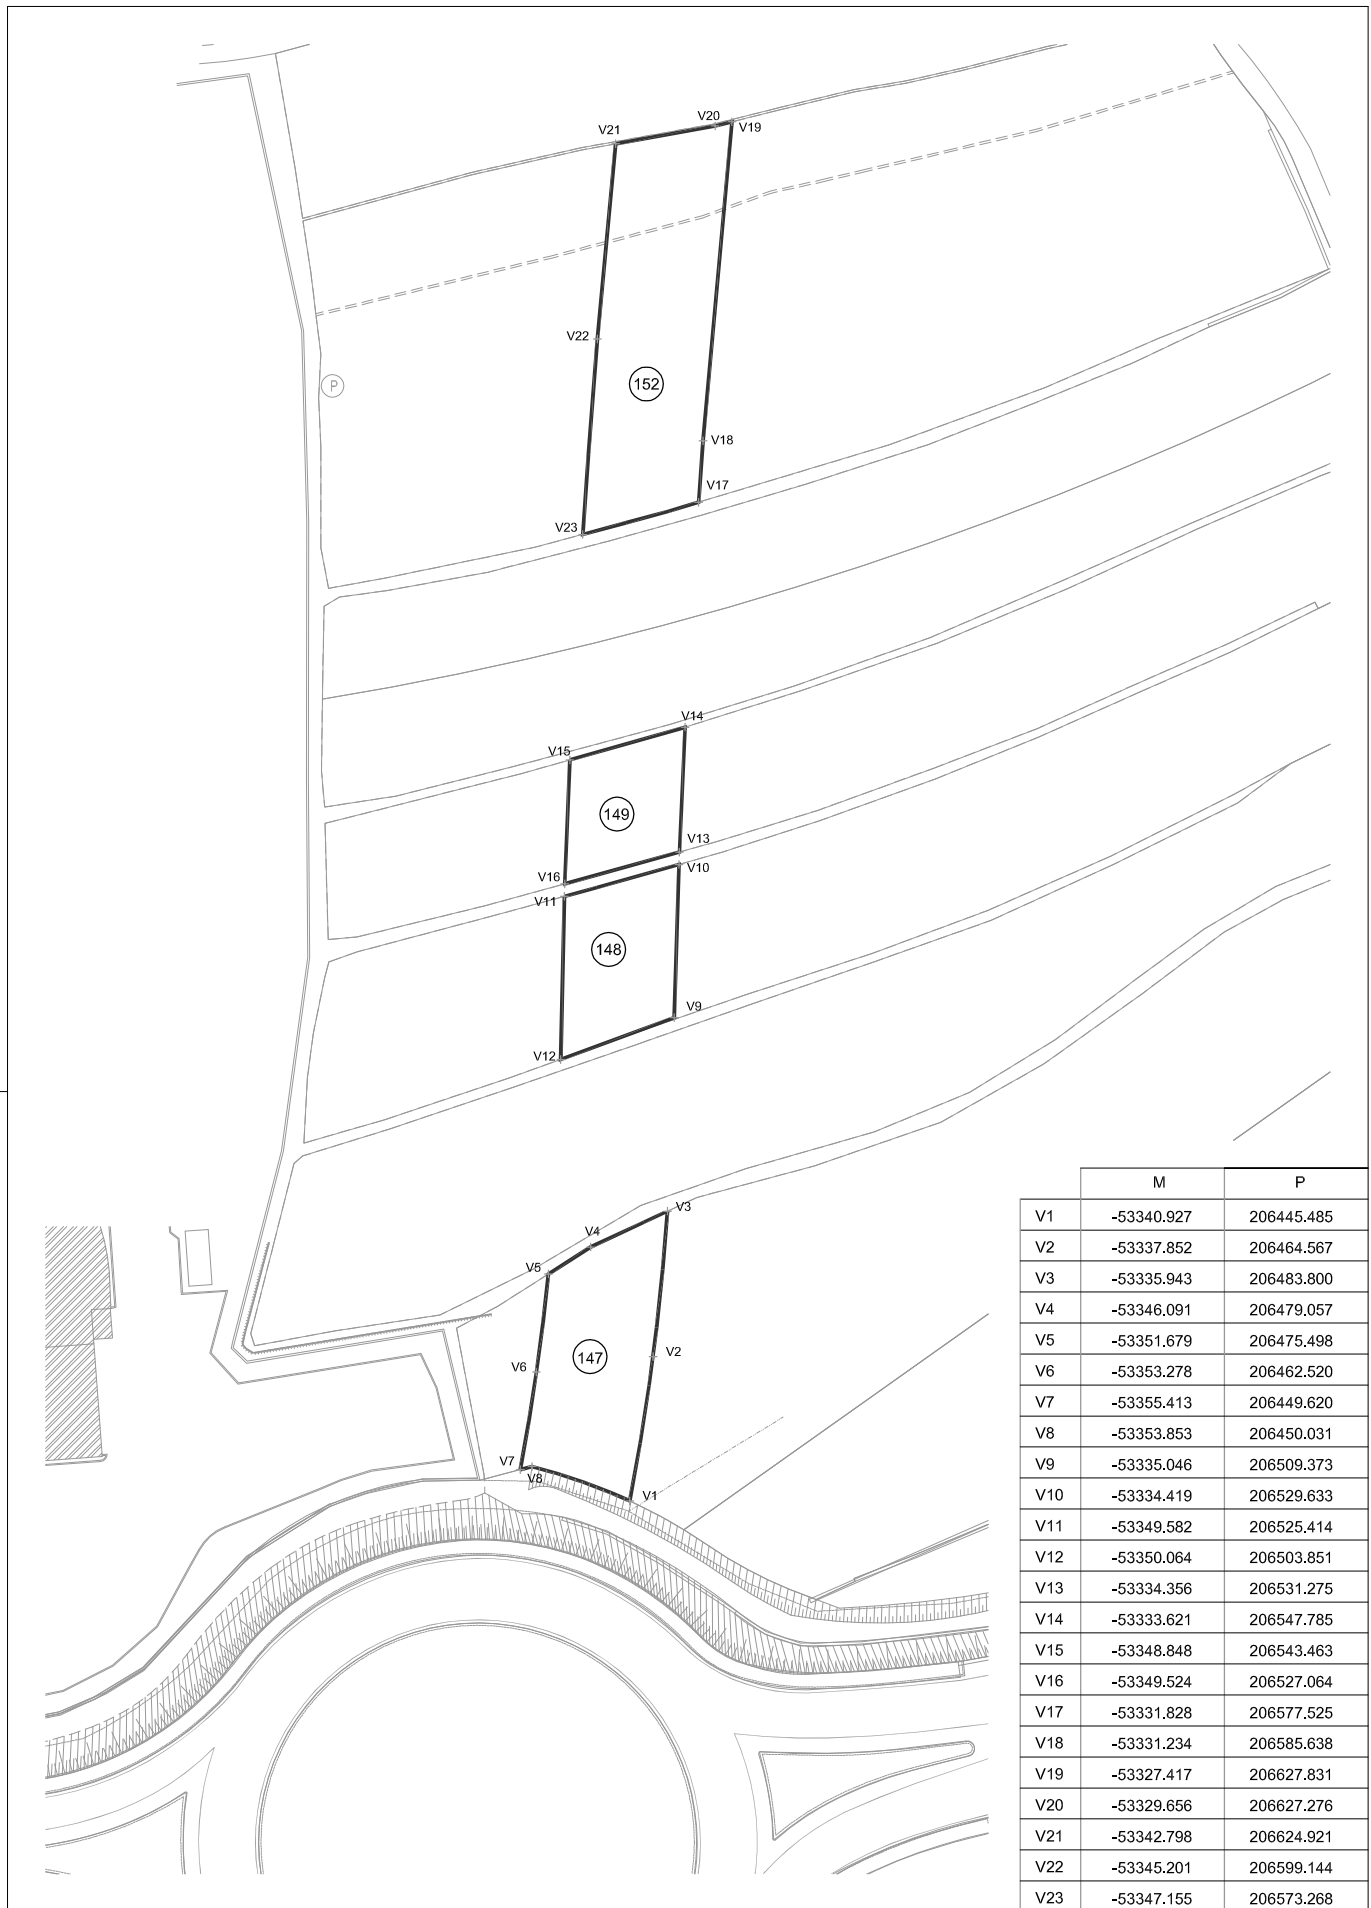 V21
V20
V19
V22
P
152
V18
V17
V23
V14
V15
149
V13
V16
V10
V11
148
V9
V12
V3
V4
V5
147
V2
V6
V7
V8
V1
M P
V1 -53340.927 206445.485
V2 -53337.852 206464.567
V3 -53335.943 206483.800
V4 -53346.091 206479.057
V5 -53351.679 206475.498
V6 -53353.278 206462.520
V7 -53355.413 206449.620
V8 -53353.853 206450.031
V9 -53335.046 206509.373
V10 -53334.419 206529.633
V11 -53349.582 206525.414
V12 -53350.064 206503.851
V13 -53334.356 206531.275
V14 -53333.621 206547.785
V15 -53348.848 206543.463
V16 -53349.524 206527.064
V17 -53331.828 206577.525
V18 -53331.234 206585.638
V19 -53327.417 206627.831
V20 -53329.656 206627.276
V21 -53342.798 206624.921
V22 -53345.201 206599.144
V23 -53347.155 206573.268